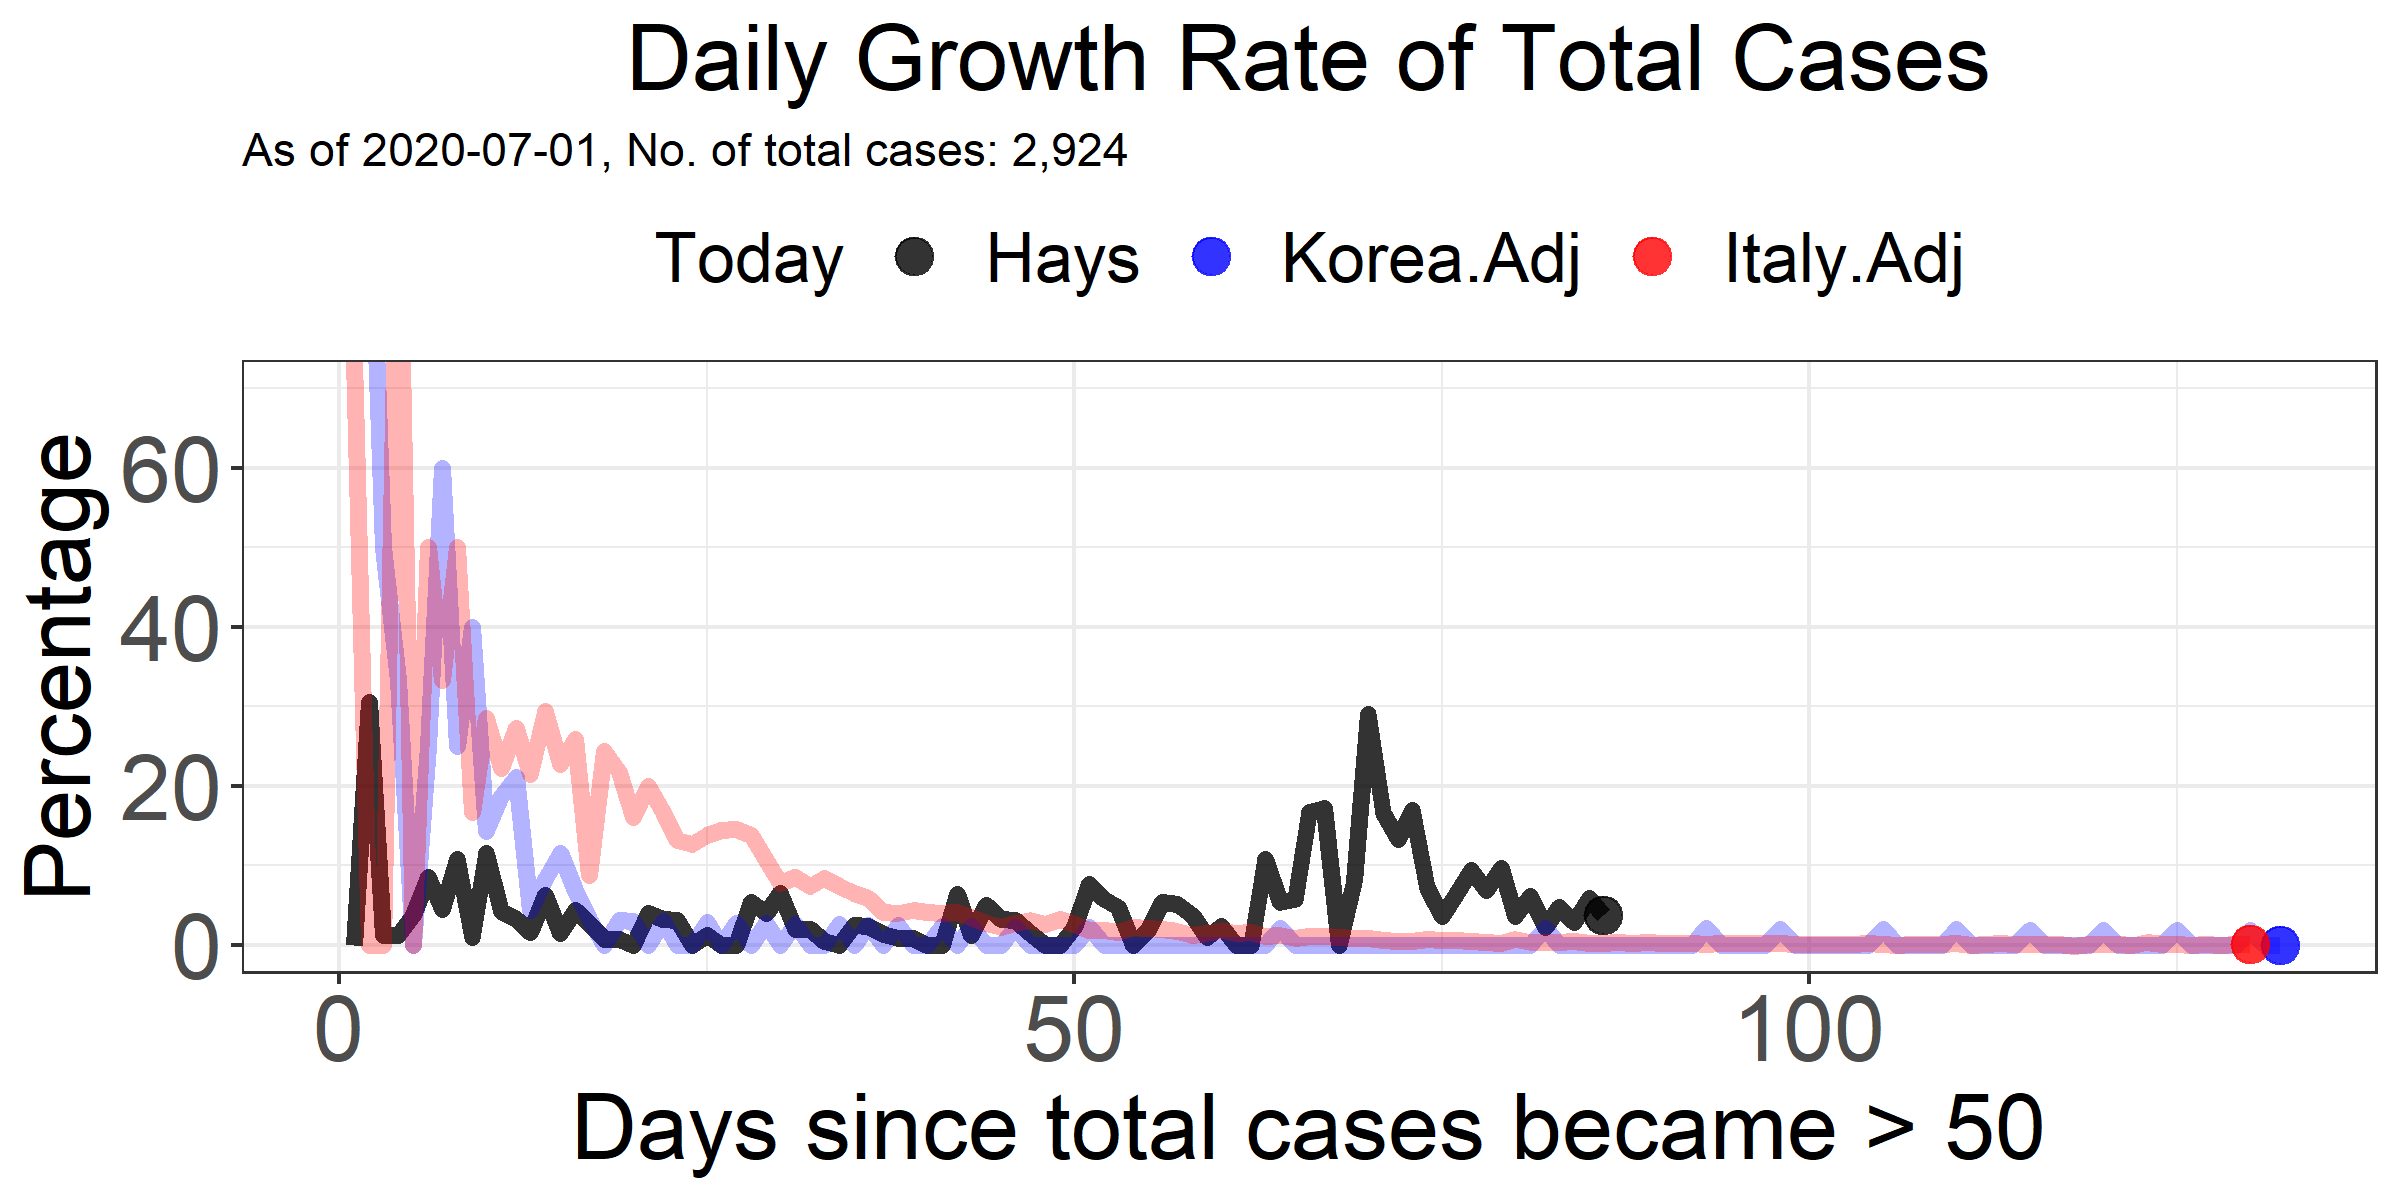 Daily Growth Rate of Total Cases
As of 2020-07-01, No. of total cases: 2,924
Today Hays Korea.Adj Italy.Adj
Percentage
60
40
20
0
0 50 100
Days since total cases became > 50